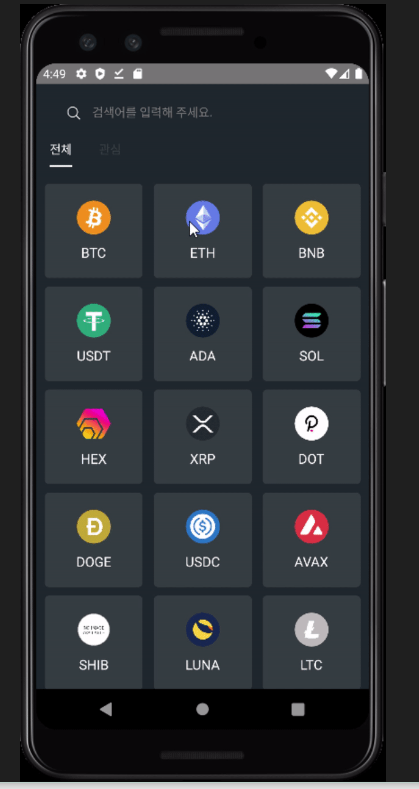 4:49
검색어를 입력해 주세요.
전체 관심
BTC ETH BNB
USDT ADA SOL
HEX XRP DOT
DOGE USDC AVAX
SHIB LUNA LTC